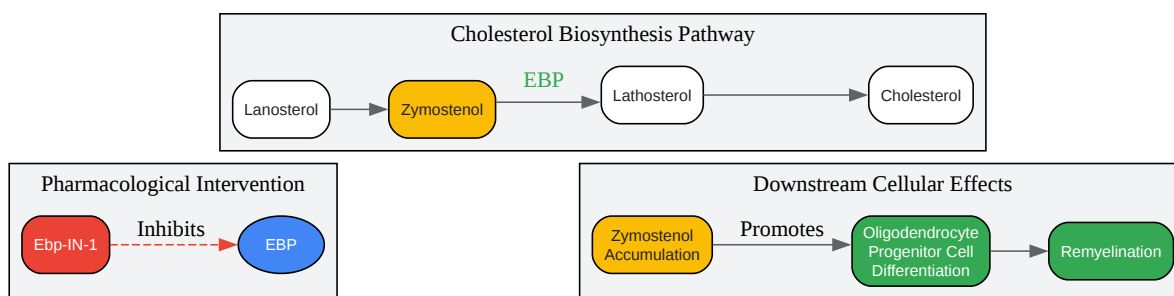 Cholesterol Biosynthesis Pathway
EBP
Lanosterol
Zymostenol
Lathosterol
Cholesterol
Pharmacological Intervention
Ebp-IN-1
Inhibits
EBP
Downstream Cellular Effects
Zymostenol
Accumulation
Promotes
Oligodendrocyte
Progenitor Cell
Differentiation
Remyelination